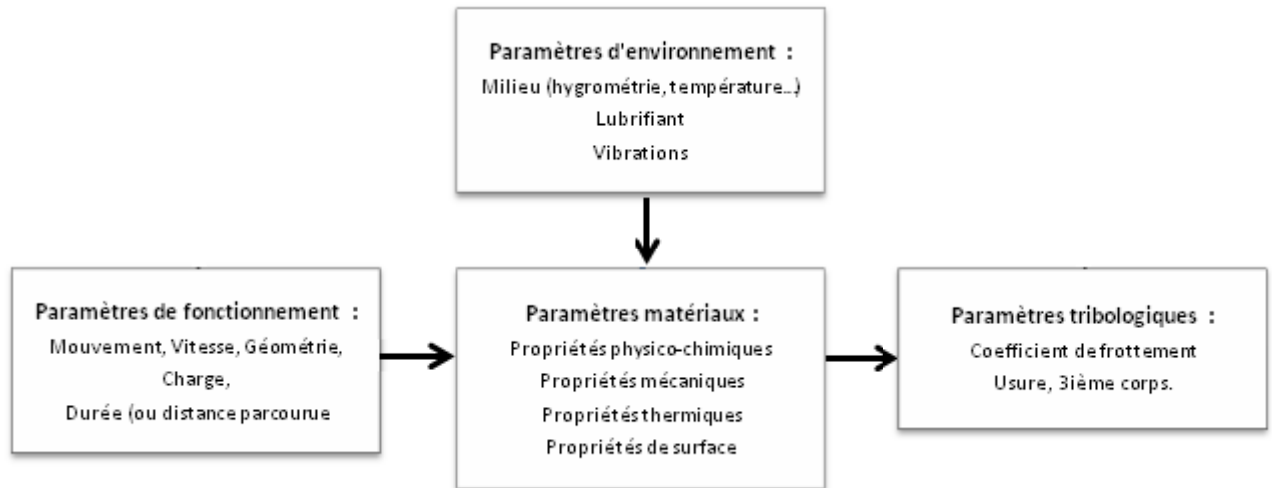 Paramètres d'environnement :
Milieu (hygrométrie, température...)
Lubrifiant
Vibrations
Paramètres de fonctionnement :
Mouvement, Vitesse, Géométrie,
Charge,
Durée (ou distance parcourue
Paramètres matériaux :
Propriétés physico-chimiques
Propriétés mécaniques
Propriétés thermiques
Propriétés de surface
Paramètres tribologiques :
Coefficient de frottement
Usure, 3ième corps.